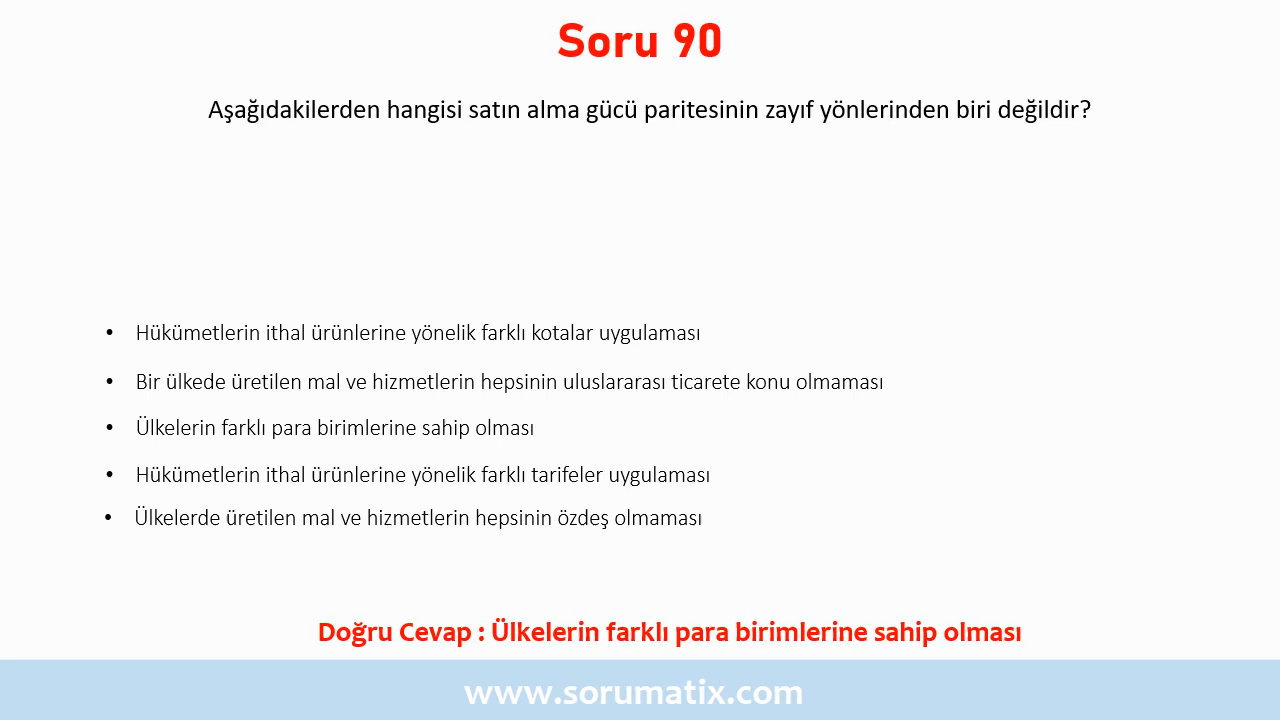 Soru 90
Aşağıdakilerden hangisi satın alma gücü paritesinin zayıf yönlerinden biri değildir?
• Hükümetlerin ithal ürünlerine yönelik farklı kotalar uygulaması
• Bir ülkede üretilen mal ve hizmetlerin hepsinin uluslararası ticarete konu olmaması
• Ülkelerin farklı para birimlerine sahip olması
• Hükümetlerin ithal ürünlerine yönelik farklı tarifeler uygulaması
• Ülkelerde üretilen mal ve hizmetlerin hepsinin özdeş olmaması
Doğru Cevap : Ülkelerin farklı para birimlerine sahip olması
www.sorumatix.com